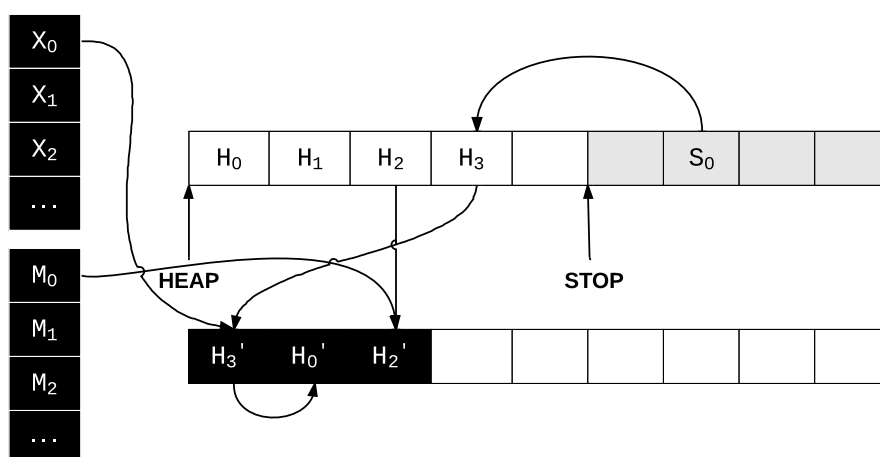 X₀
X₁
X₂
...
H₀ H₁ H₂ H₃ S₀
HEAP STOP
M₀
M₁
M₂
...
H₃' H₀' H₂'